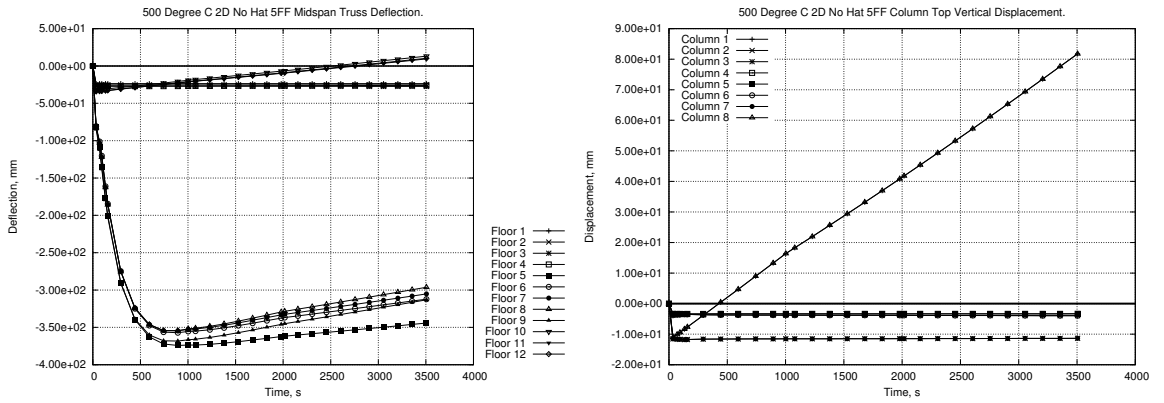 500 Degree C 2D No Hat 5FF Midspan Truss Deflection.
5.00e+01
0.00e+00
-5.00e+01
-1.00e+02
-1.50e+02
-2.00e+02
-2.50e+02
-3.00e+02
-3.50e+02
-4.00e+02
Deflection, mm
0 500 1000 1500 2000 2500 3000 3500 4000
Time, s
Floor 1
Floor 2
Floor 3
Floor 4
Floor 5
Floor 6
Floor 7
Floor 8
Floor 9
Floor 10
Floor 11
Floor 12
500 Degree C 2D No Hat 5FF Column Top Vertical Displacement.
9.00e+01
8.00e+01
7.00e+01
6.00e+01
5.00e+01
4.00e+01
3.00e+01
2.00e+01
1.00e+01
0.00e+00
-1.00e+01
-2.00e+01
Displacement, mm
Column 1
Column 2
Column 3
Column 4
Column 5
Column 6
Column 7
Column 8
0 500 1000 1500 2000 2500 3000 3500 4000
Time, s